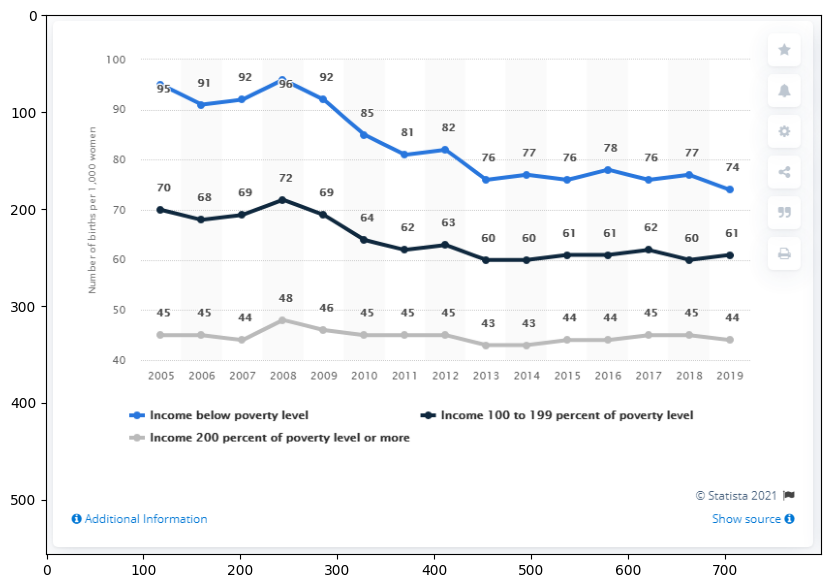 0
100
95 91 92 96 92
90
85 81 82
80
76 77 76 78 76 77 74
70 68 69 72 69
70
64 62 63
60 60 61 61 62 60 61
60
50
45 45 44 48 46 45 45 45 43 43 44 44 45 45 44
40
Number of births per 1,000 women
2005 2006 2007 2008 2009 2010 2011 2012 2013 2014 2015 2016 2017 2018 2019
Income below poverty level Income 100 to 199 percent of poverty level
Income 200 percent of poverty level or more
© Statista 2021
Additional Information Show source
100
200
300
400
500
0 100 200 300 400 500 600 700